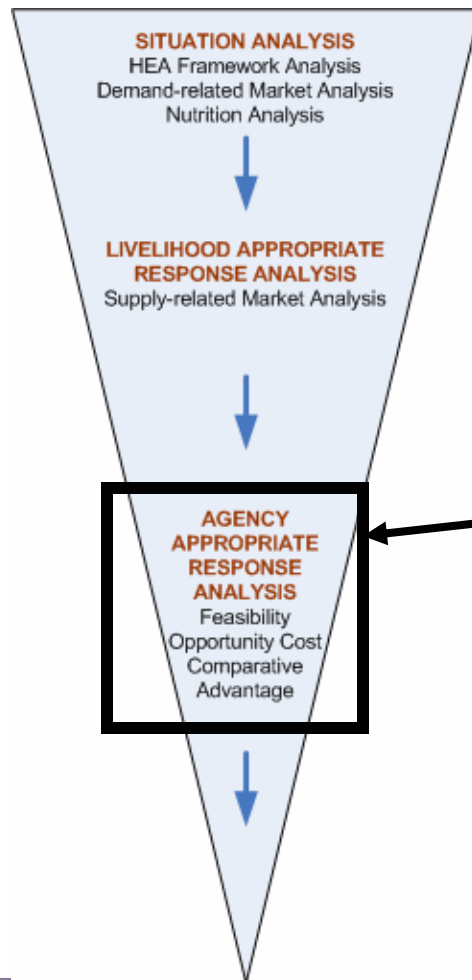 SITUATION ANALYSIS
HEA Framework Analysis
Demand-related Market Analysis
Nutrition Analysis
LIVELIHOOD APPROPRIATE
RESPONSE ANALYSIS
Supply-related Market Analysis
AGENCY
APPROPRIATE
RESPONSE
ANALYSIS
Feasibility
Opportunity Cost
Comparative
Advantage